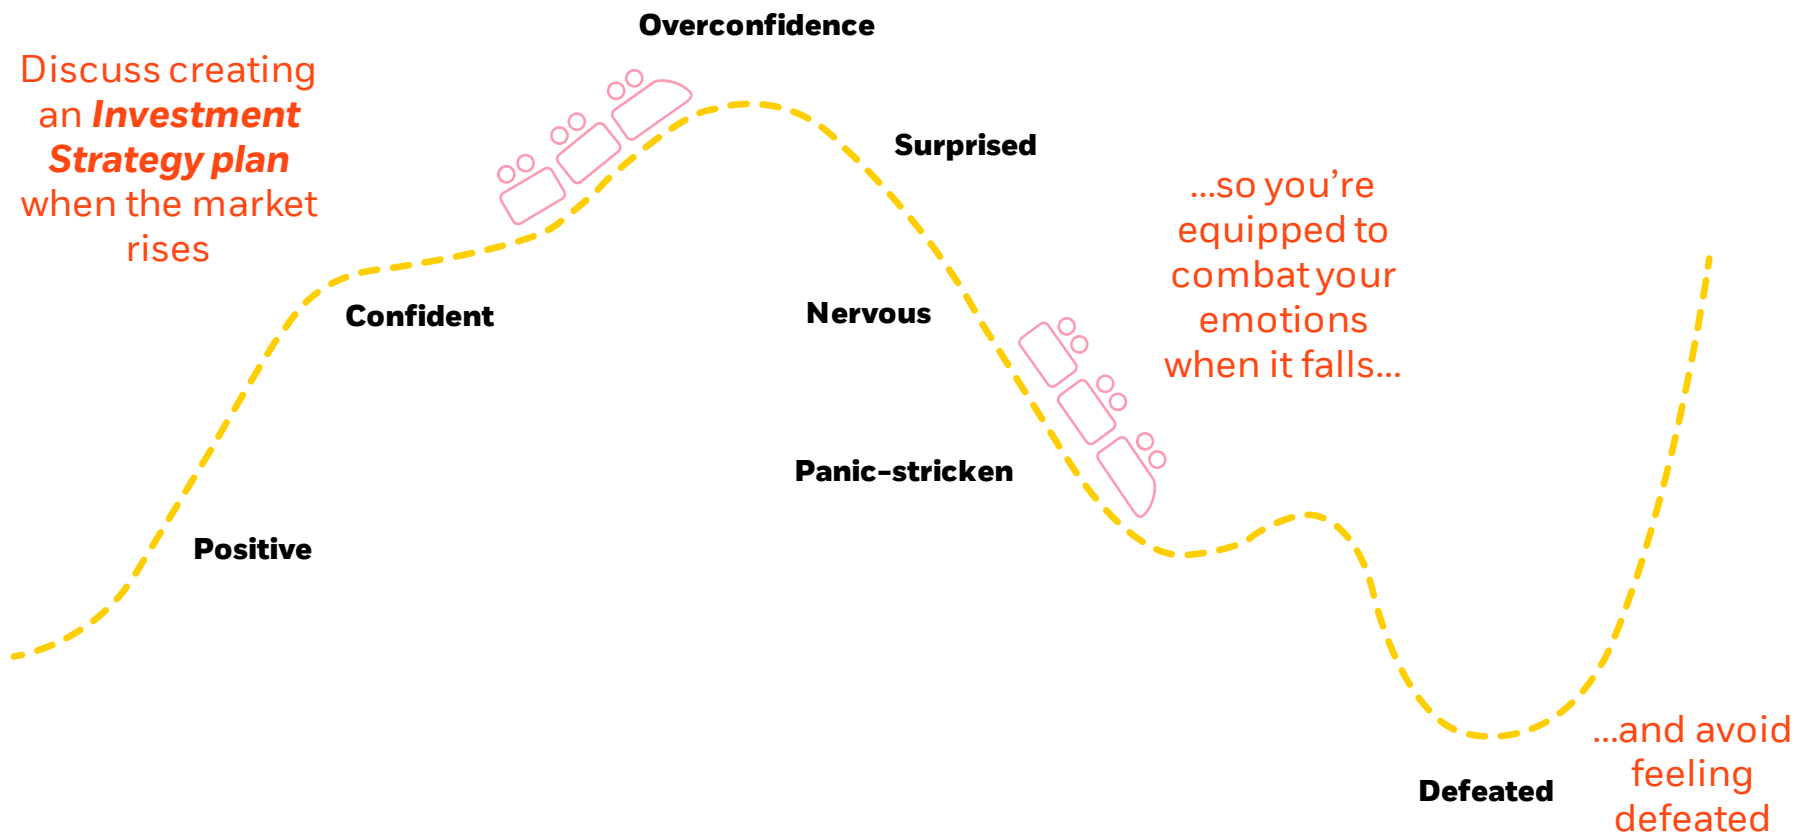 Overconfidence
Discuss creating
an Investment
Strategy plan
when the market
rises
Surprised
…so you’re
equipped to
combat your
emotions
when it falls…
Confident
Nervous
Panic-stricken
Positive
…and avoid
feeling
defeated
Defeated